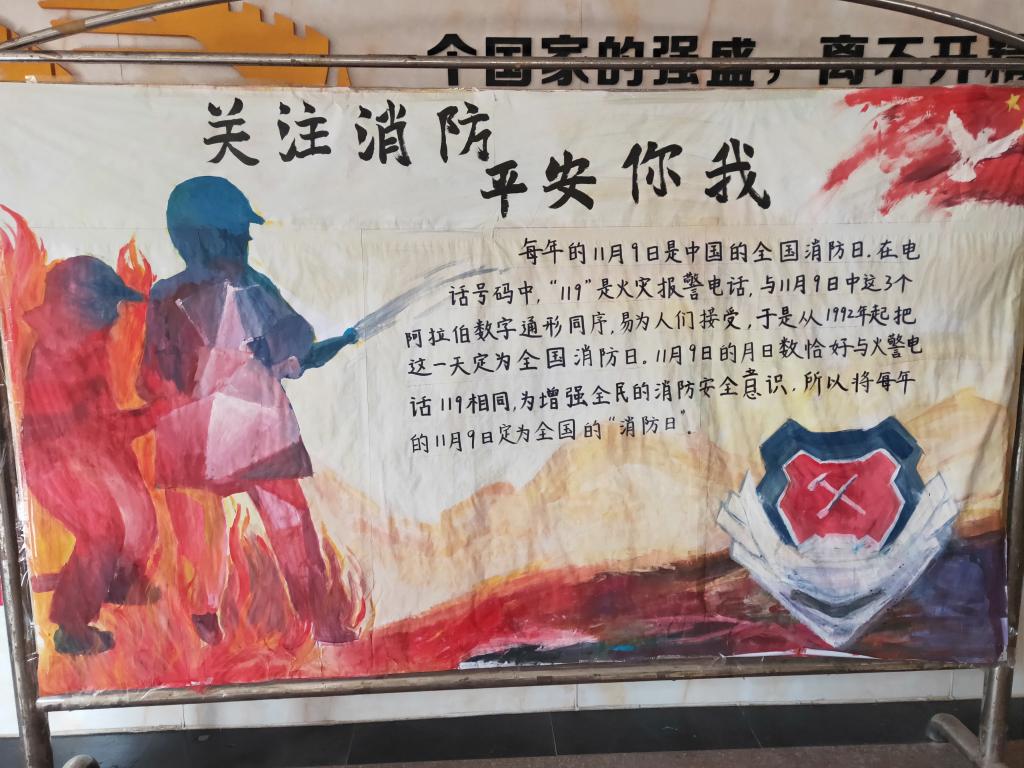 个国家的强盛，离不开精
关注消防
平安你我
每年的11月9日是中国的全国消防日.在电
话号码中,“119”是火灾报警电话,与11月9日中这3个
阿拉伯数字通形同序,易为人们接受,于是从1992年起把
这一天定为全国消防日.11月9日的月日数恰好与火警电
话119相同,为增强全民的消防安全意识.所以将每年
的11月9日定为全国的“消防日”.